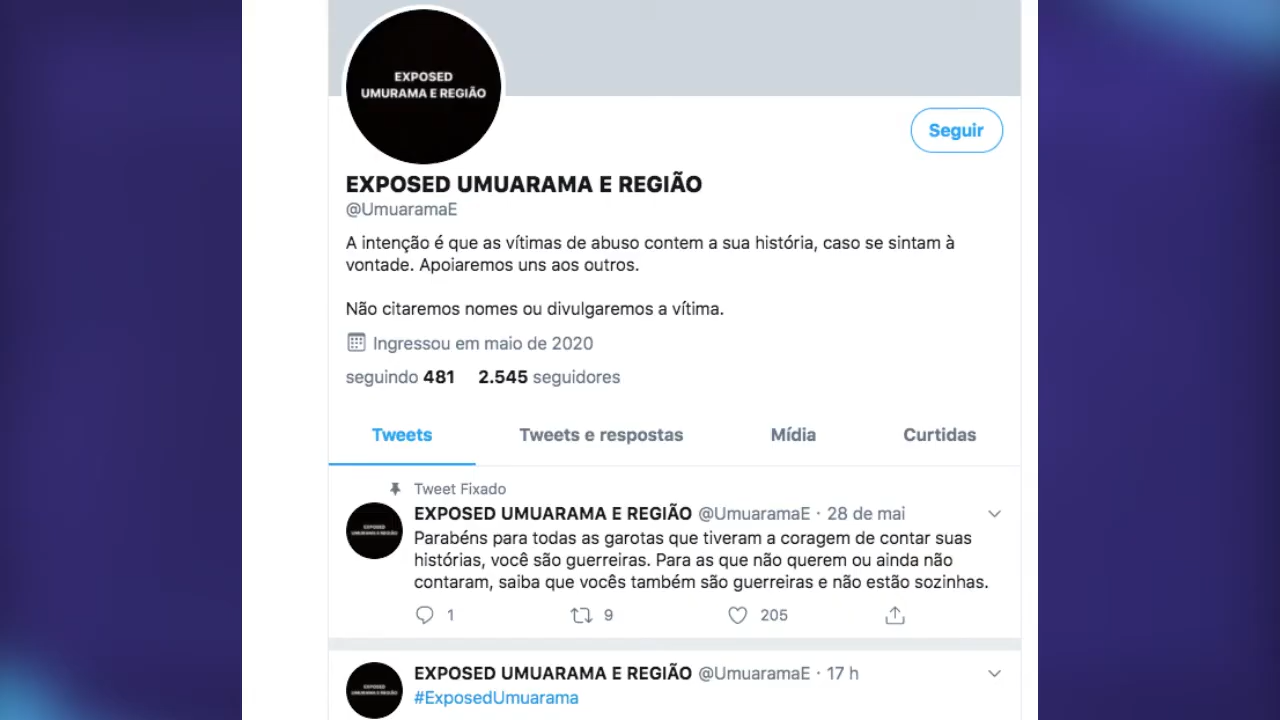 EXPOSED
UMURAMA E REGIÃO
Seguir
EXPOSED UMUARAMA E REGIÃO
@UmuaramaE
A intenção é que as vítimas de abuso contem a sua história, caso se sintam à
vontade. Apoiaremos uns aos outros.
Não citaremos nomes ou divulgaremos a vítima.
Ingressou em maio de 2020
seguindo 481 2.545 seguidores
Tweets Tweets e respostas Mídia Curtidas
Tweet Fixado
EXPOSED UMUARAMA E REGIÃO @UmuaramaE · 28 de mai
Parabéns para todas as garotas que tiveram a coragem de contar suas
histórias, você são guerreiras. Para as que não querem ou ainda não
contaram, saiba que vocês também são guerreiras e não estão sozinhas.
1 9 205
EXPOSED UMUARAMA E REGIÃO @UmuaramaE · 17 h
#ExposedUmuarama